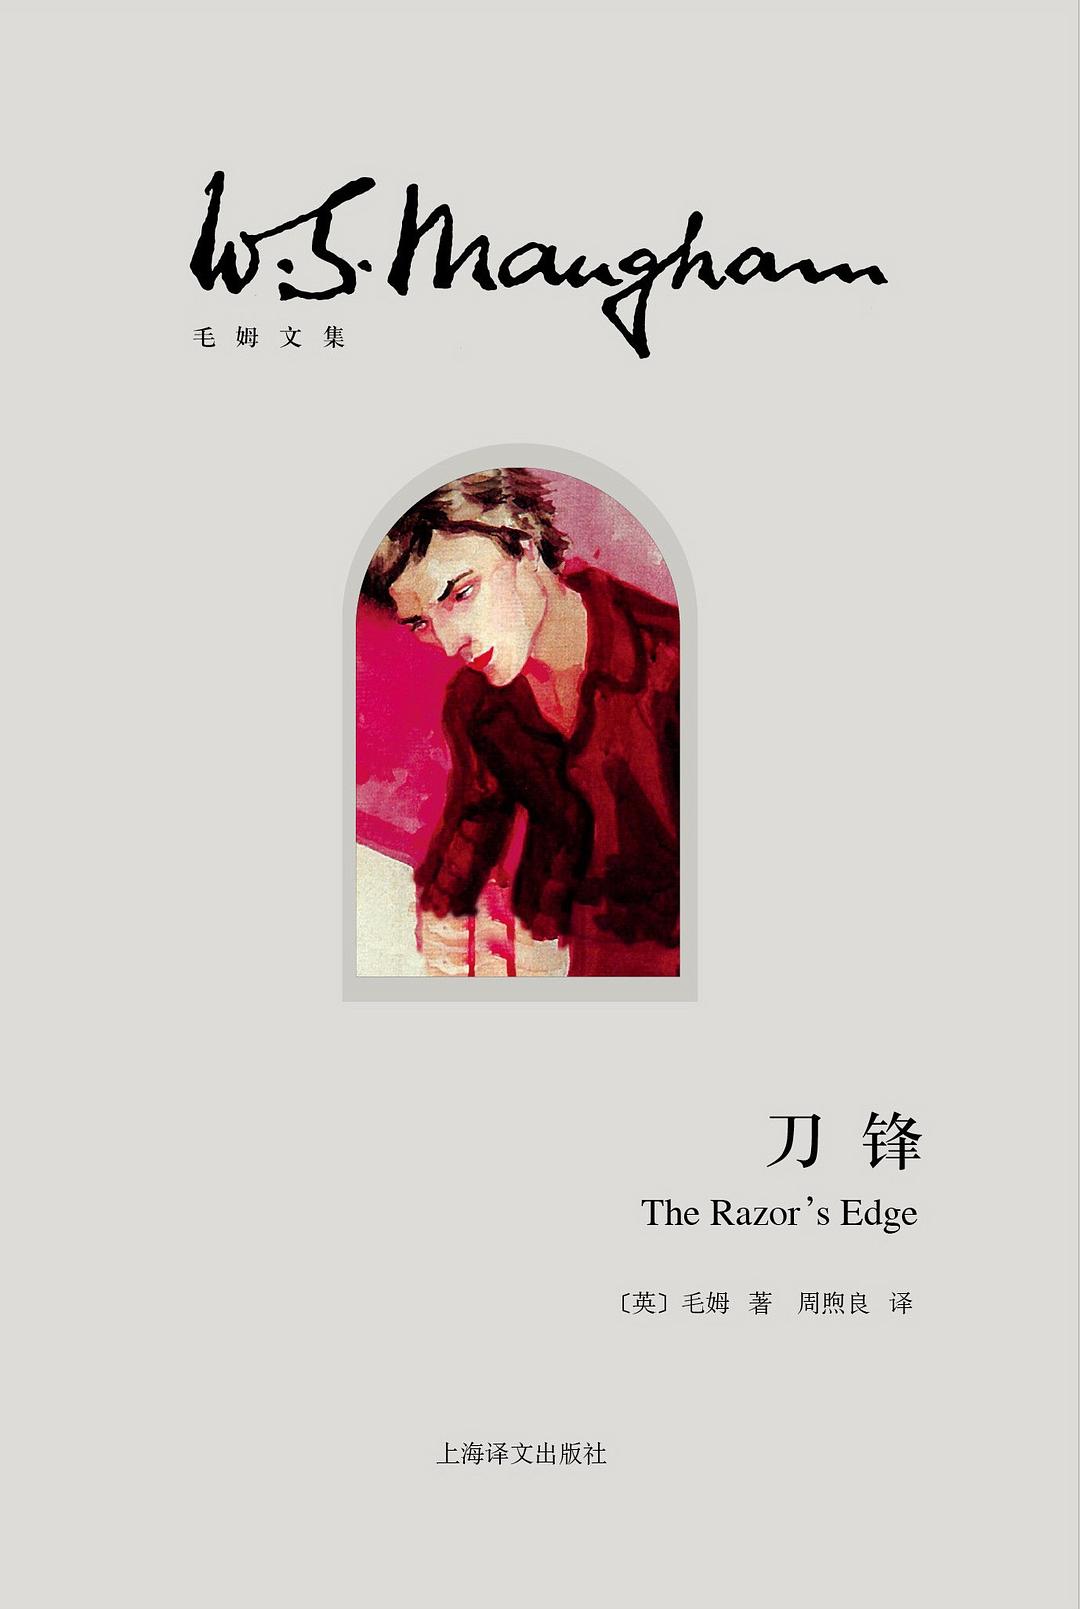 W.S. Maugham
毛姆文集
刀锋
The Razor’s Edge
〔英〕毛姆 著 周煦良 译
上海译文出版社